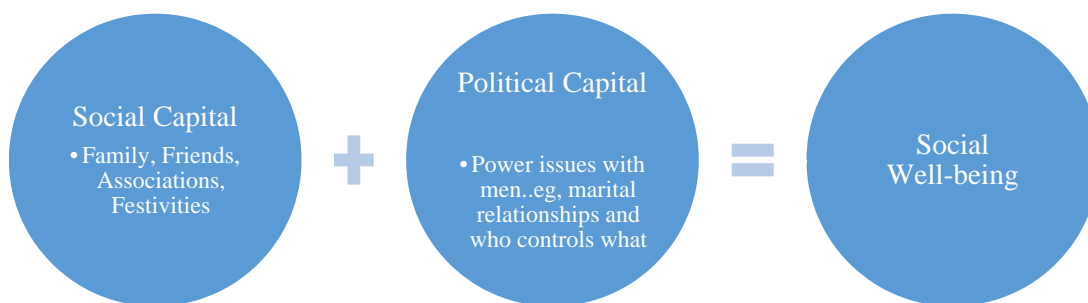 Social Capital
• Family, Friends,
Associations,
Festivities
+
Political Capital
• Power issues with
men..eg, marital
relationships and
who controls what
=
Social
Well-being